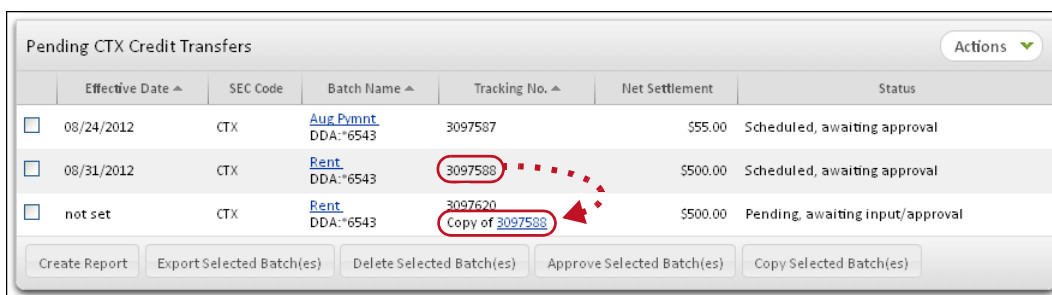 Pending CTX Credit Transfers
Actions
Effective Date SEC Code Batch Name Tracking No. Net Settlement Status
08/24/2012 CTX Aug Pymnt DDA:*6543 3097587 $55.00 Scheduled, awaiting approval
08/31/2012 CTX Rent DDA:*6543 3097588 $500.00 Scheduled, awaiting approval
not set CTX Rent DDA:*6543 3097620 Copy of 3097588 $500.00 Pending, awaiting input/approval
Create Report Export Selected Batch(es) Delete Selected Batch(es) Approve Selected Batch(es) Copy Selected Batch(es)